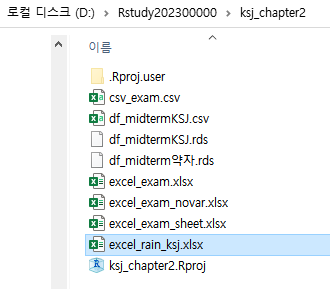 로컬 디스크 (D:) > Rstudy202300000 > ksj_chapter2
이름
.Rproj.user
csv_exam.csv
df_midtermKSJ.csv
df_midtermKSJ.rds
df_midterm약자.rds
excel_exam.xlsx
excel_exam_novar.xlsx
excel_exam_sheet.xlsx
excel_rain_ksj.xlsx
ksj_chapter2.Rproj